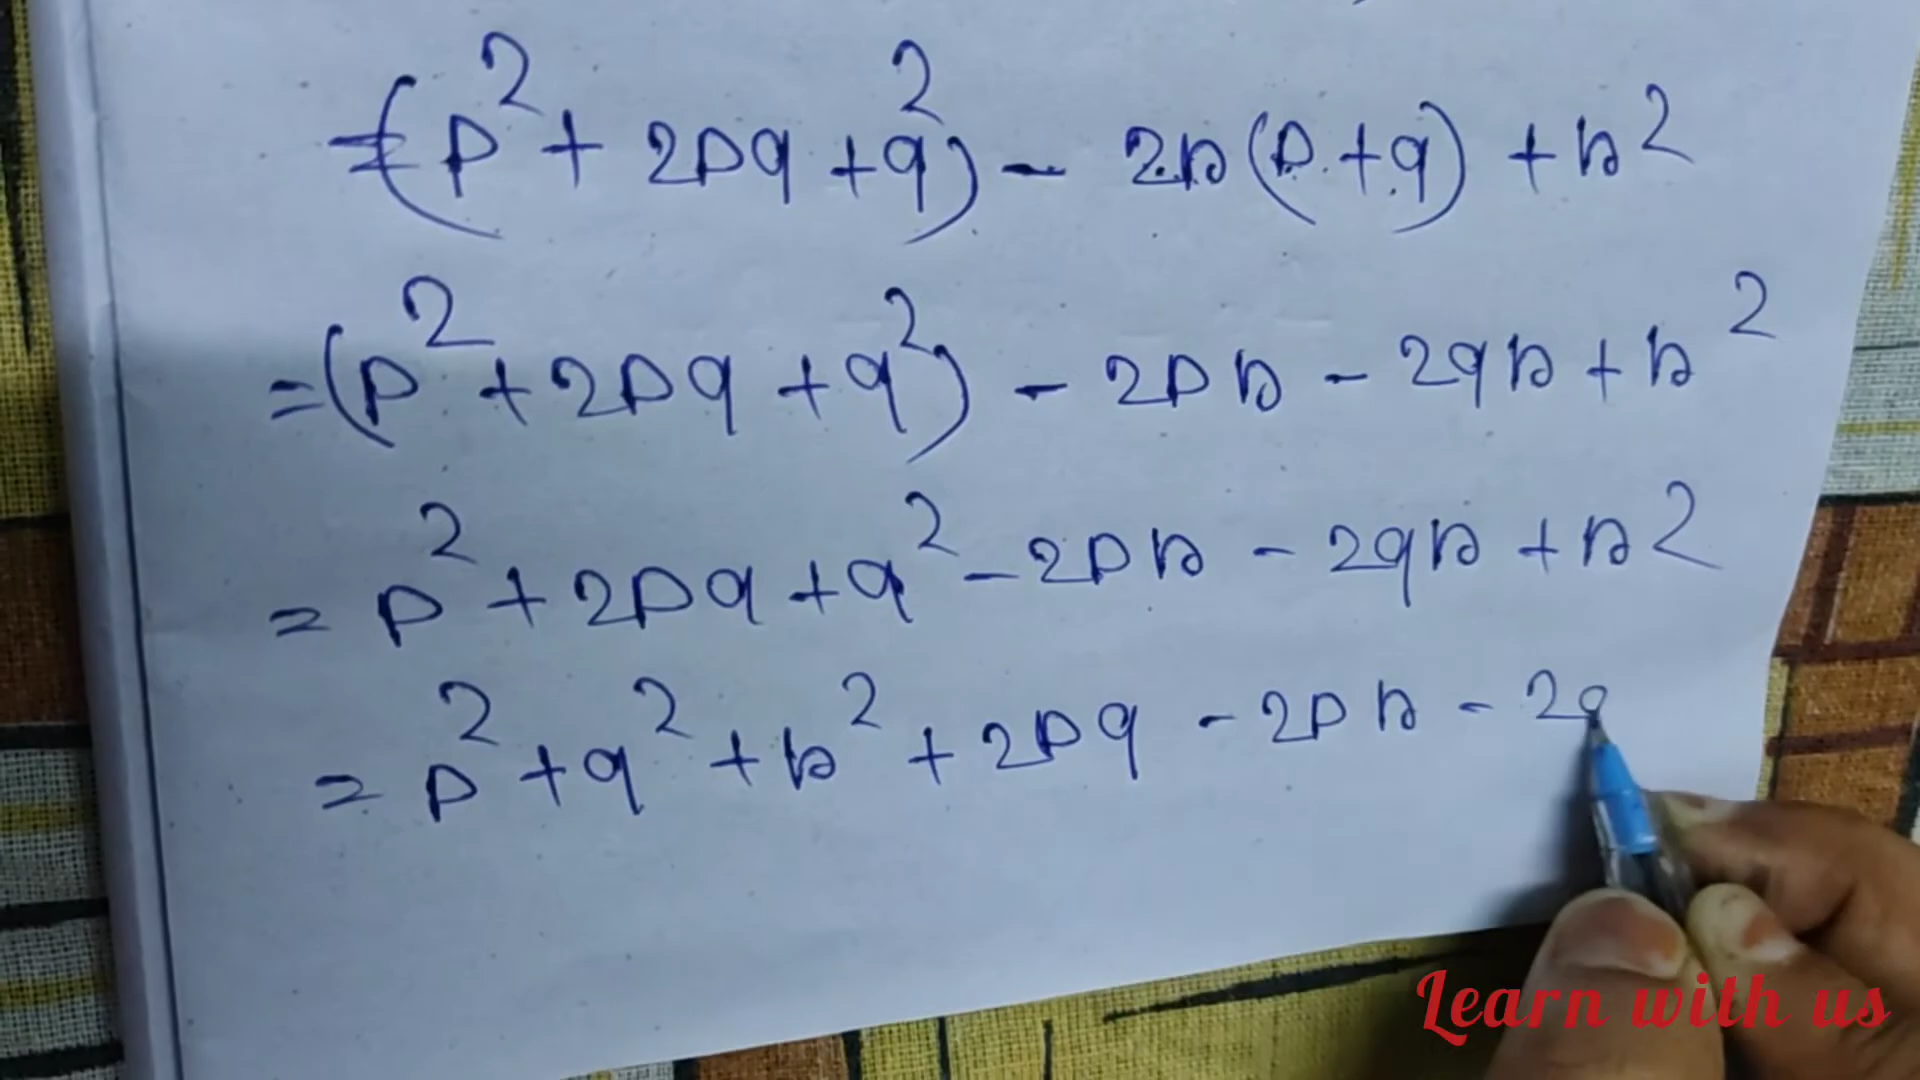 =(p²+2pq+q²)-2r(p+q)+r²
=(p²+2pq+q²)-2pr-2qr+r²
=p²+2pq+q²-2pr-2qr+r²
=p²+q²+r²+2pq-2pr-2q
Learn with us